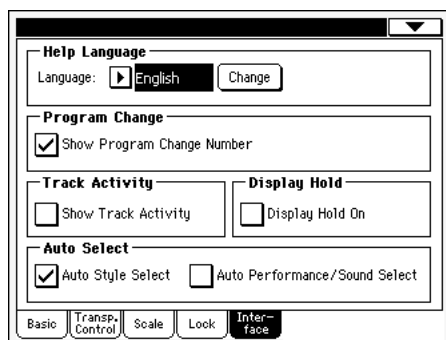 Help Language
Language: English Change
Program Change
Show Program Change Number
Track Activity Display Hold
Show Track Activity Display Hold On
Auto Select
Auto Style Select Auto Performance/Sound Select
Basic Transp. Control Scale Lock Inter-face